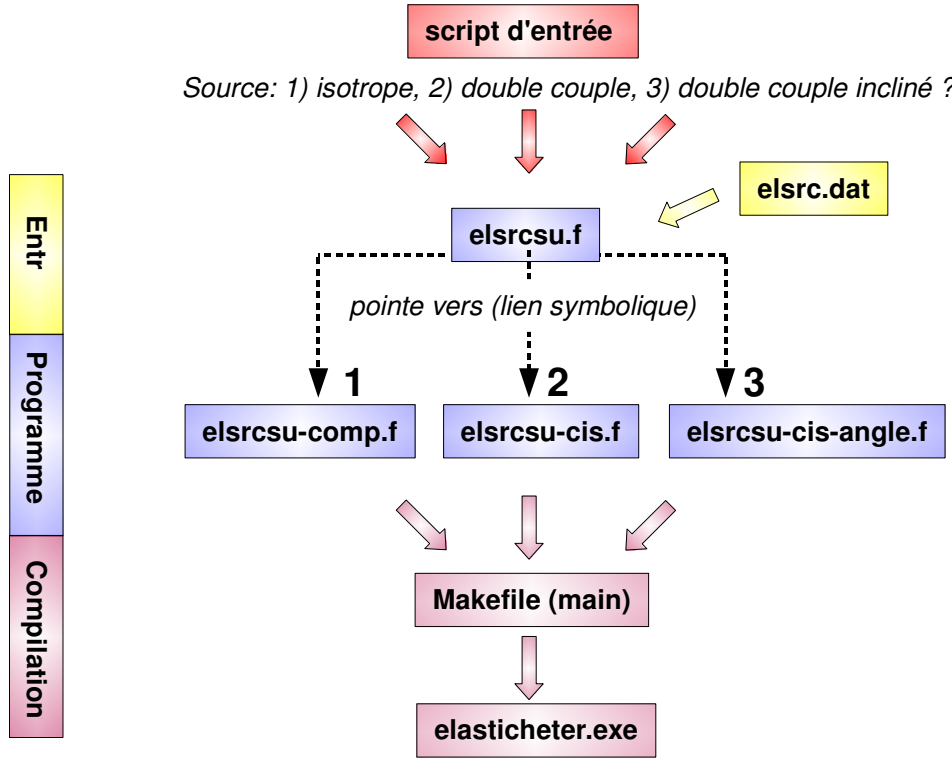 script d'entrée
Source: 1) isotrope, 2) double couple, 3) double couple incliné ?
elsrc.dat
elsrcsu.f
pointe vers (lien symbolique)
1
2
3
elsrcsu-comp.f
elsrcsu-cis.f
elsrcsu-cis-angle.f
Makefile (main)
elasticheter.exe
Entr
Programme
Compilation